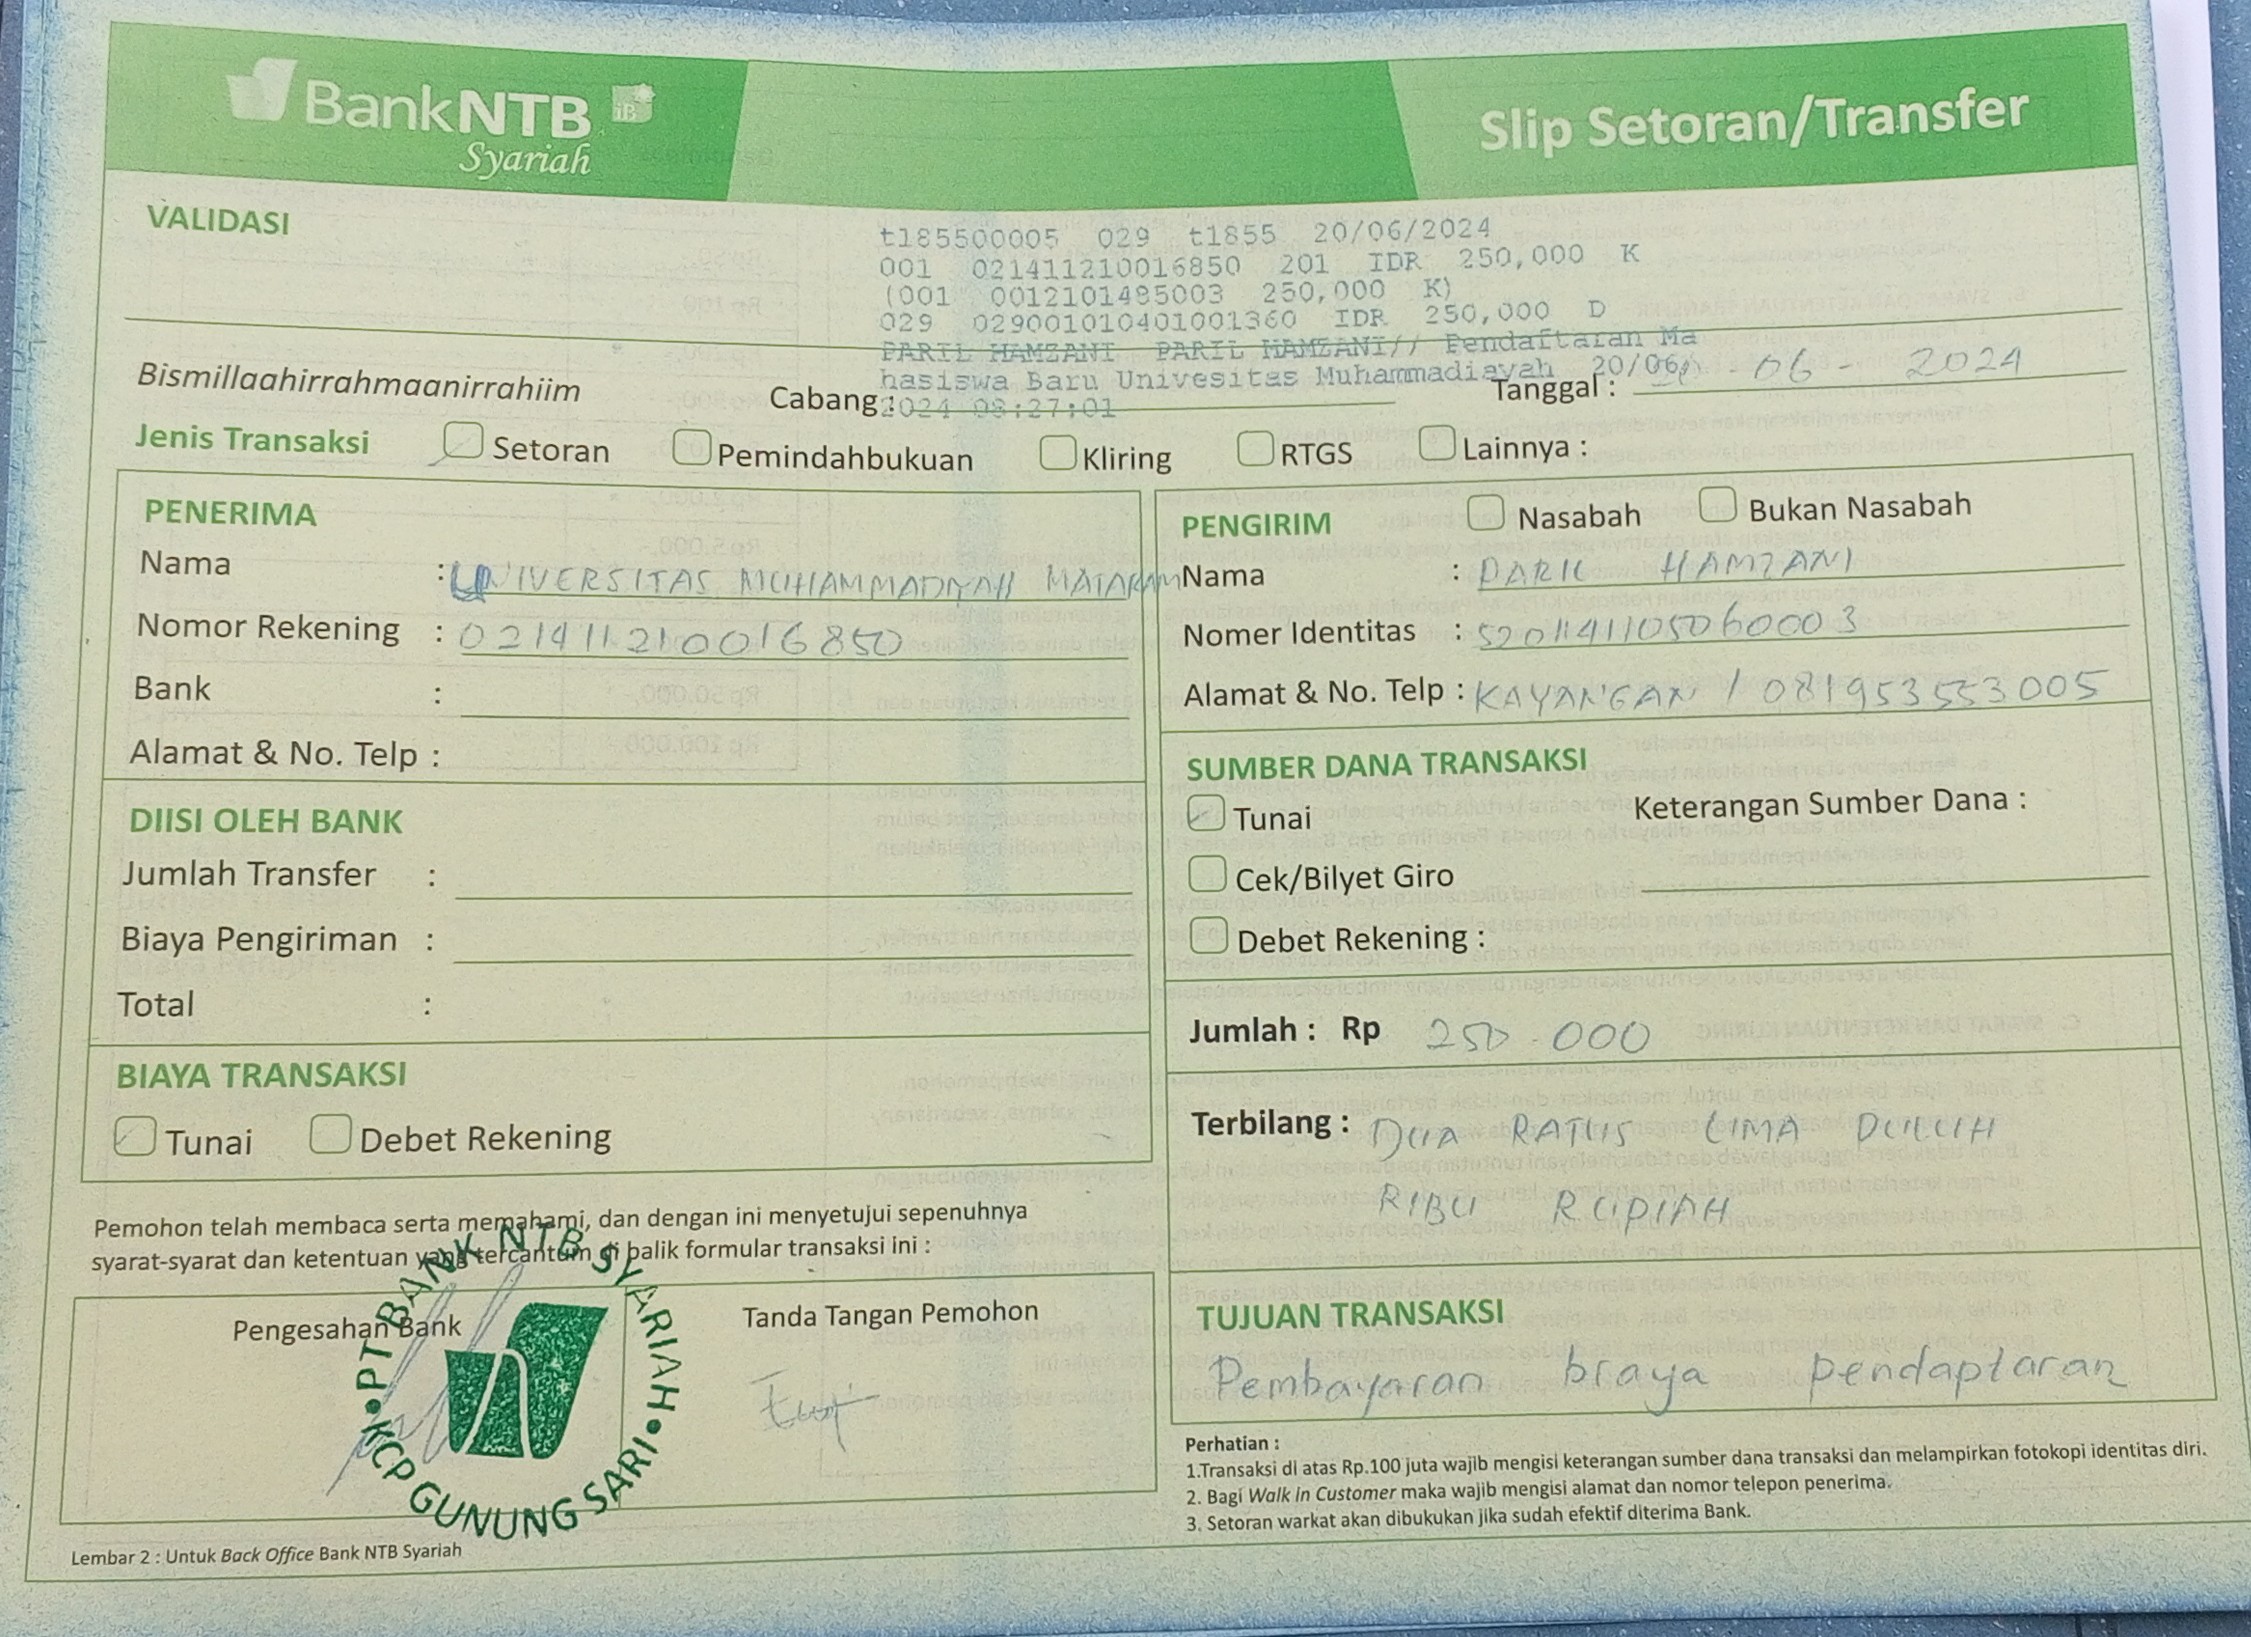 BankNTB iB
Syariah
Slip Setoran/Transfer
VALIDASI
t185500005 029 t1855 20/06/2024
001 021411210016850 201 IDR 250,000 K
(001 0012101485003 250,000 K)
029 029001010401001360 IDR 250,000 D
PARIL HAMZANI PARIL HAMZANI// Pendaftaran Ma
hasiswa Baru Univesitas Muhammadiayah 20/06/
2024 08:27:01
Bismillaahirrahmaanirrahiim
Cabang :
Tanggal : 06 - 2024
Jenis Transaksi Setoran Pemindahbukuan Kliring RTGS Lainnya :
PENERIMA
Nama : UNIVERSITAS MUHAMMADIYAH MATARAM
Nomor Rekening : 021411210016850
Bank :
Alamat & No. Telp :
PENGIRIM Nasabah Bukan Nasabah
Nama : PARIL HAMZANI
Nomer Identitas : 5201141105060003
Alamat & No. Telp : KAYANGAN / 081953553005
DIISI OLEH BANK
Jumlah Transfer :
Biaya Pengiriman :
Total :
SUMBER DANA TRANSAKSI
Tunai Keterangan Sumber Dana :
Cek/Bilyet Giro
Debet Rekening :
Jumlah : Rp 250.000
BIAYA TRANSAKSI
Tunai Debet Rekening
Terbilang : DUA RATUS LIMA PULUH
RIBU RUPIAH
Pemohon telah membaca serta memahami, dan dengan ini menyetujui sepenuhnya
syarat-syarat dan ketentuan yang tercantum di balik formular transaksi ini :
Pengesahan Bank
Tanda Tangan Pemohon
PT BANK NTB SYARIAH • KCP GUNUNG SARI •
TUJUAN TRANSAKSI
Pembayaran biaya pendaptaran
Perhatian :
1.Transaksi di atas Rp.100 juta wajib mengisi keterangan sumber dana transaksi dan melampirkan fotokopi identitas diri.
2. Bagi Walk in Customer maka wajib mengisi alamat dan nomor telepon penerima.
3. Setoran warkat akan dibukukan jika sudah efektif diterima Bank.
Lembar 2 : Untuk Back Office Bank NTB Syariah